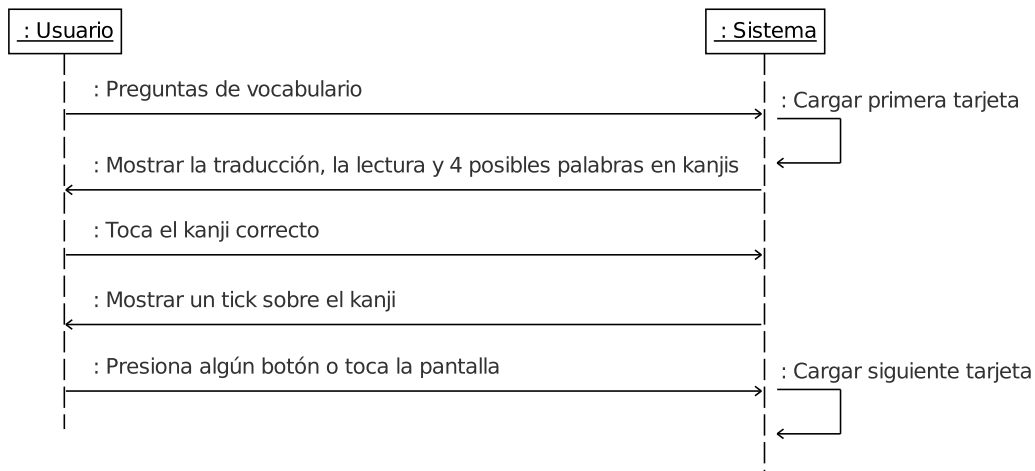 : Usuario
: Sistema
: Preguntas de vocabulario
: Cargar primera tarjeta
: Mostrar la traducción, la lectura y 4 posibles palabras en kanjis
: Toca el kanji correcto
: Mostrar un tick sobre el kanji
: Presiona algún botón o toca la pantalla
: Cargar siguiente tarjeta